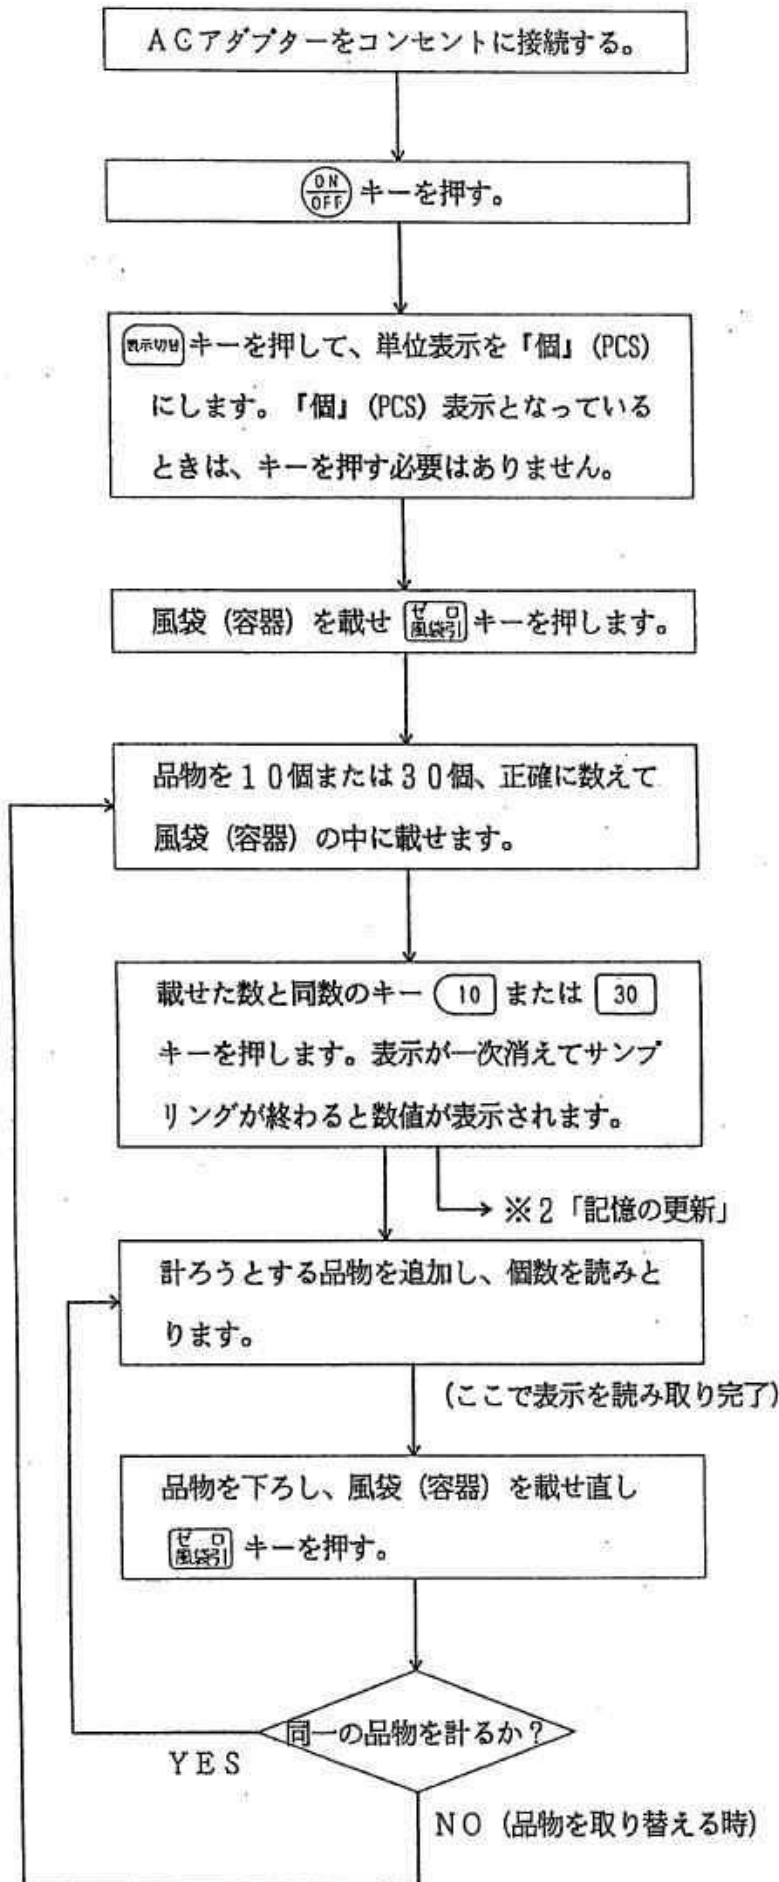 ACアダプターをコンセントに接続する。
ON
OFF キーを押す。
表示切替 キーを押して、単位表示を『個』(PCS)
にします。『個』(PCS) 表示となっている
ときは、キーを押す必要はありません。
風袋（容器）を載せ ゼロ風袋引 キーを押します。
品物を１０個または３０個、正確に数えて
風袋（容器）の中に載せます。
載せた数と同数のキー 10 または 30
キーを押します。表示が一次消えてサンプ
リングが終わると数値が表示されます。
※2「記憶の更新」
計ろうとする品物を追加し、個数を読みと
ります。
(ここで表示を読み取り完了)
品物を下ろし、風袋（容器）を載せ直し
ゼロ風袋引 キーを押す。
同一の品物を計るか？
YES
NO（品物を取り替える時）